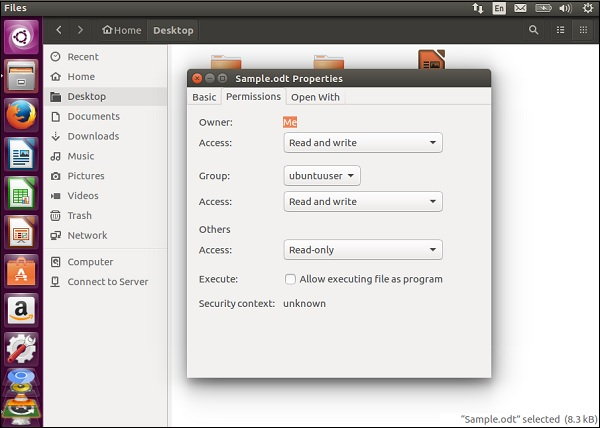 Files
En
Home
Desktop
Recent
Home
Desktop
Documents
Downloads
Music
Pictures
Videos
Trash
Network
Computer
Connect to Server
Sample.odt Properties
Basic
Permissions
Open With
Owner:
Me
Access:
Read and write
Group:
ubuntuuser
Access:
Read and write
Others
Access:
Read-only
Execute:
Allow executing file as program
Security context:
unknown
"Sample.odt" selected (8.3 kB)